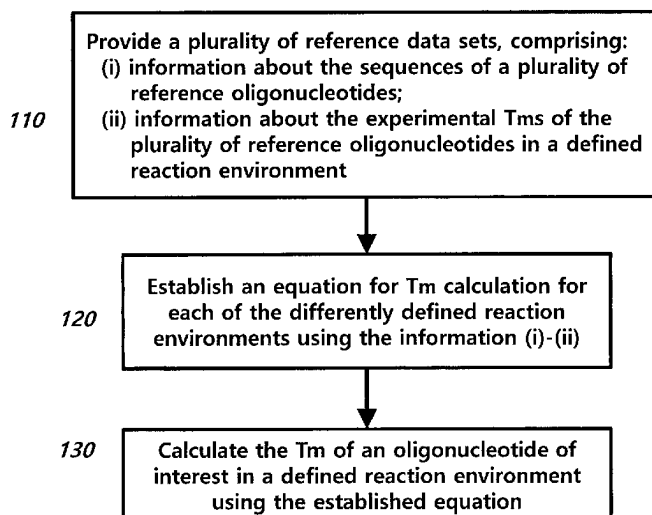 Provide a plurality of reference data sets, comprising:
(i) information about the sequences of a plurality of
reference oligonucleotides;
110
(ii) information about the experimental Tms of the
plurality of reference oligonucleotides in a defined
reaction environment
Establish an equation for Tm calculation for
each of the differently defined reaction
120
environments using the information (i)-(ii)
130
Calculate the Tm of an oligonucleotide of
interest in a defined reaction environment
using the established equation